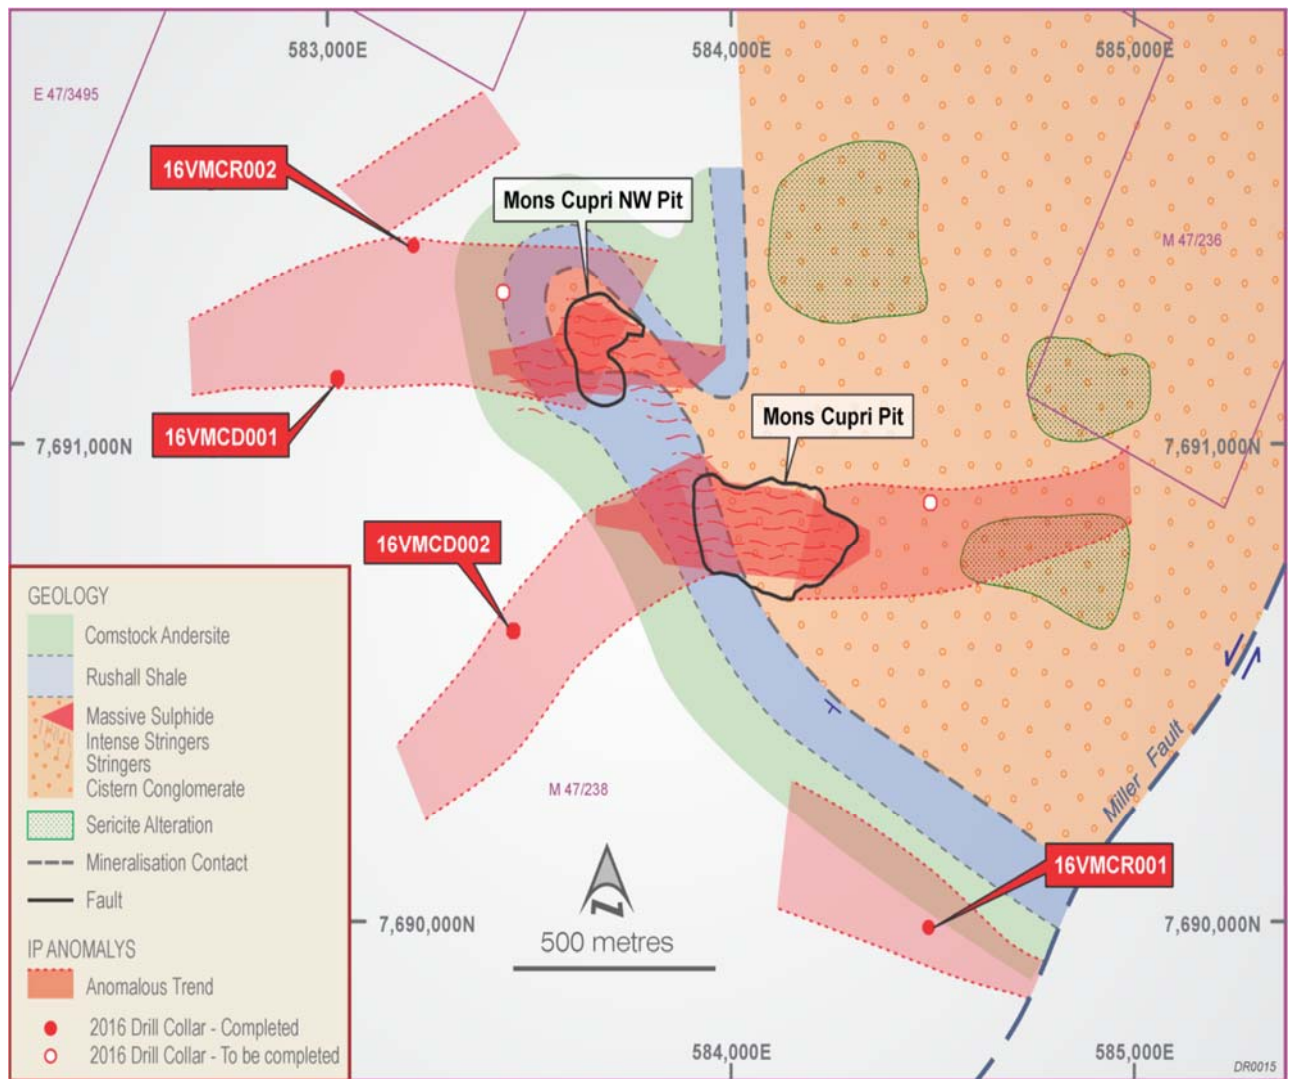 583,000E
584,000E
585,000E
E 47/3495
16VMCR002
Mons Cupri NW Pit
M 47/236
Mons Cupri Pit
16VMCD001
7,691,000N
7,691,000N
16VMCD002
GEOLOGY
Comstock Andersite
Rushall Shale
Massive Sulphide
Intense Stringers
Stringers
Cistern Conglomerate
Sericite Alteration
Mineralisation Contact
Fault
IP ANOMALYS
Anomalous Trend
2016 Drill Collar - Completed
2016 Drill Collar - To be completed
M 47/238
Miller Fault
16VMCR001
7,690,000N
7,690,000N
N
500 metres
584,000E
585,000E
DR0015